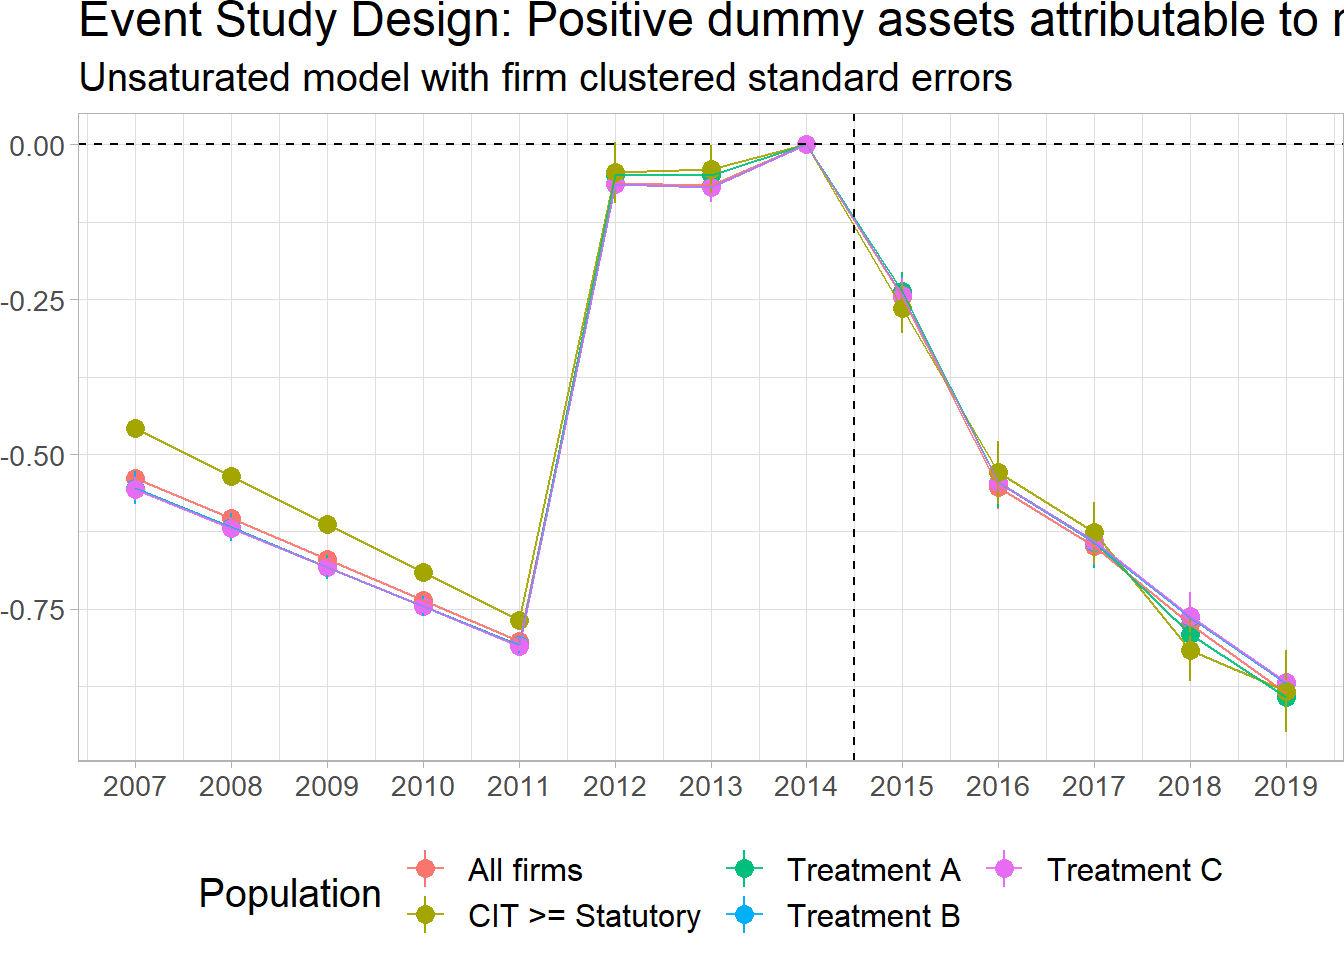 Event Study Design: Positive dummy assets attributable to
Unsaturated model with firm clustered standard errors
0.00
-0.25
-0.50
-0.75
2007 2008 2009 2010 2011 2012 2013 2014 2015 2016 2017 2018 2019
Population
All firms
CIT >= Statutory
Treatment A
Treatment B
Treatment C